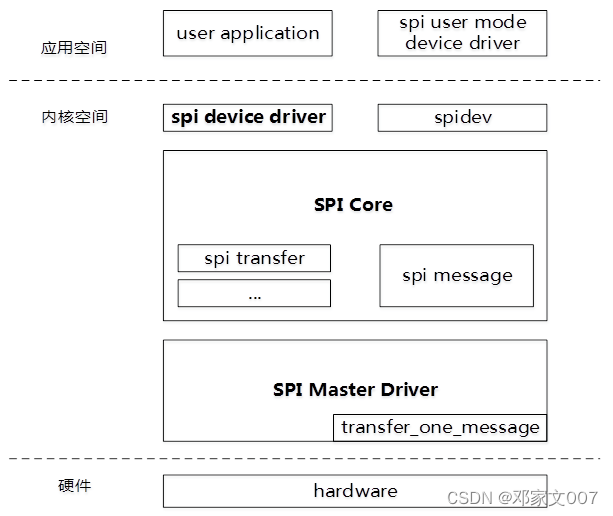 应用空间
user application
spi user mode
device driver
内核空间
spi device driver
spidev
SPI Core
spi transfer
...
spi message
SPI Master Driver
transfer_one_message
硬件
hardware
CSDN @邓家文007